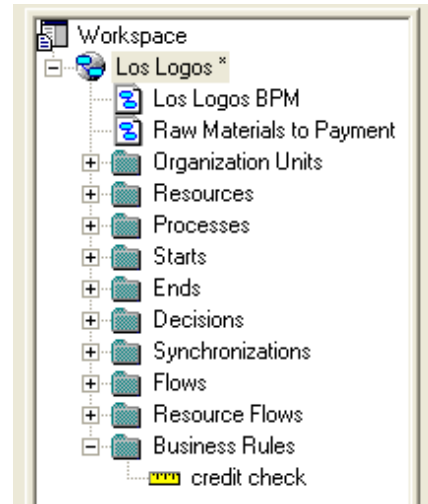 Workspace
Los Logos *
Los Logos BPM
Raw Materials to Payment
Organization Units
Resources
Processes
Starts
Ends
Decisions
Synchronizations
Flows
Resource Flows
Business Rules
credit check